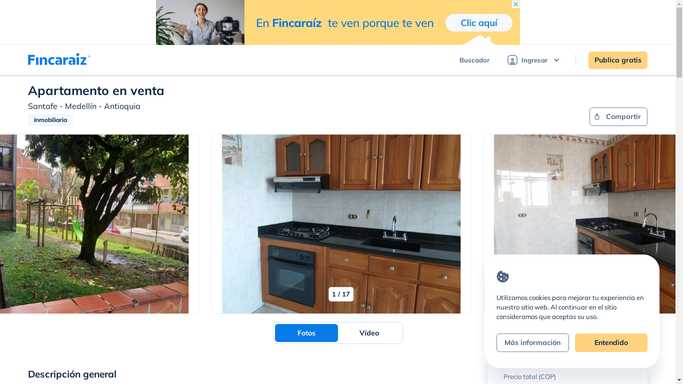 En Fincaraíz te ven porque te ven
Clic aquí
Fincaraíz
Buscador
Ingresar
Publica gratis
Apartamento en venta
Santafe - Medellín - Antioquia
Inmobiliaria
Compartir
1 / 17
Fotos
Vídeo
Utilizamos cookies para mejorar tu experiencia en
nuestro sitio web. Al continuar en el sitio
consideramos que aceptas su uso.
Más información
Entendido
Descripción general
Precio total (COP)